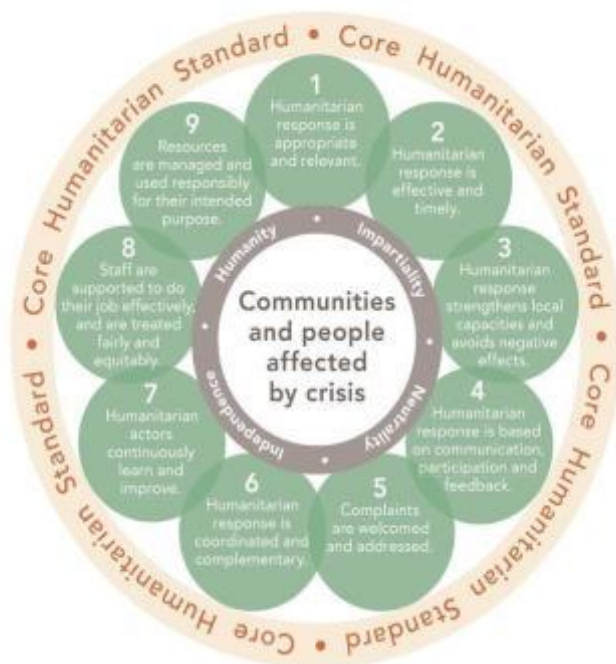 Core Humanitarian Standard • Core Humanitarian Standard • Core Humanitarian Standard • Core Humanitarian Standard •
1
Humanitarian
response is
appropriate
and relevant.
2
Humanitarian
response is
effective and
timely.
3
Humanitarian
response
strengthens local
capacities and
avoids negative
effects.
4
Humanitarian
response is based
on communication,
participation and
feedback.
5
Complaints
are welcomed
and addressed.
6
Humanitarian
response is
coordinated and
complementary.
7
Humanitarian
actors
continuously
learn and
improve.
8
Staff are
supported to do
their job effectively,
and are treated
fairly and
equitably.
9
Resources
are managed and
used responsibly
for their intended
purpose.
Humanity • Impartiality • Neutrality • Independence •
Communities
and people
affected
by crisis